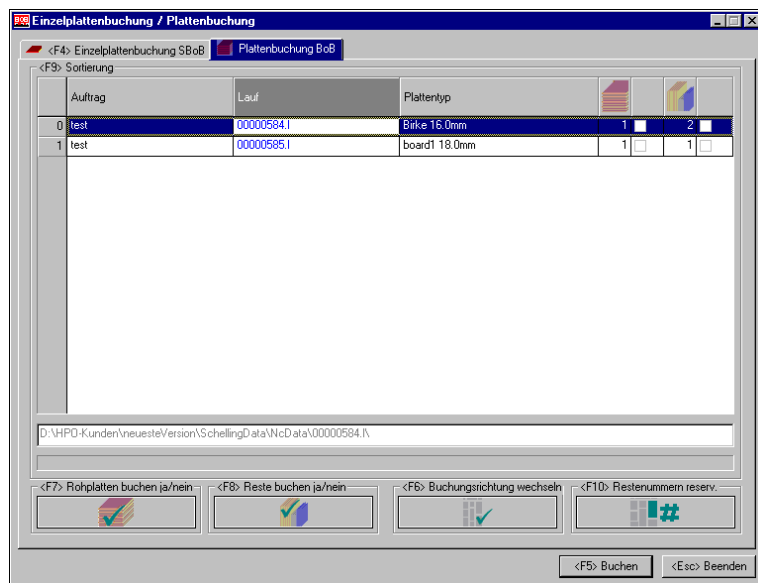 BOB Einzelplattenbuchung / Plattenbuchung
<F4> Einzelplattenbuchung SBoB Plattenbuchung BoB
<F9> Sortierung
Auftrag Lauf Plattentyp
0 test 00000584.I Birke 16.0mm 1 2
1 test 00000585.I board1 18.0mm 1 1
D:\HPO-Kunden\neuesteVersion\SchellingData\NcData\00000584.I\
<F7> Rohplatten buchen ja/nein <F8> Reste buchen ja/nein <F6> Buchungsrichtung wechseln <F10> Restenummern reserv.
#
<F5> Buchen <Esc> Beenden